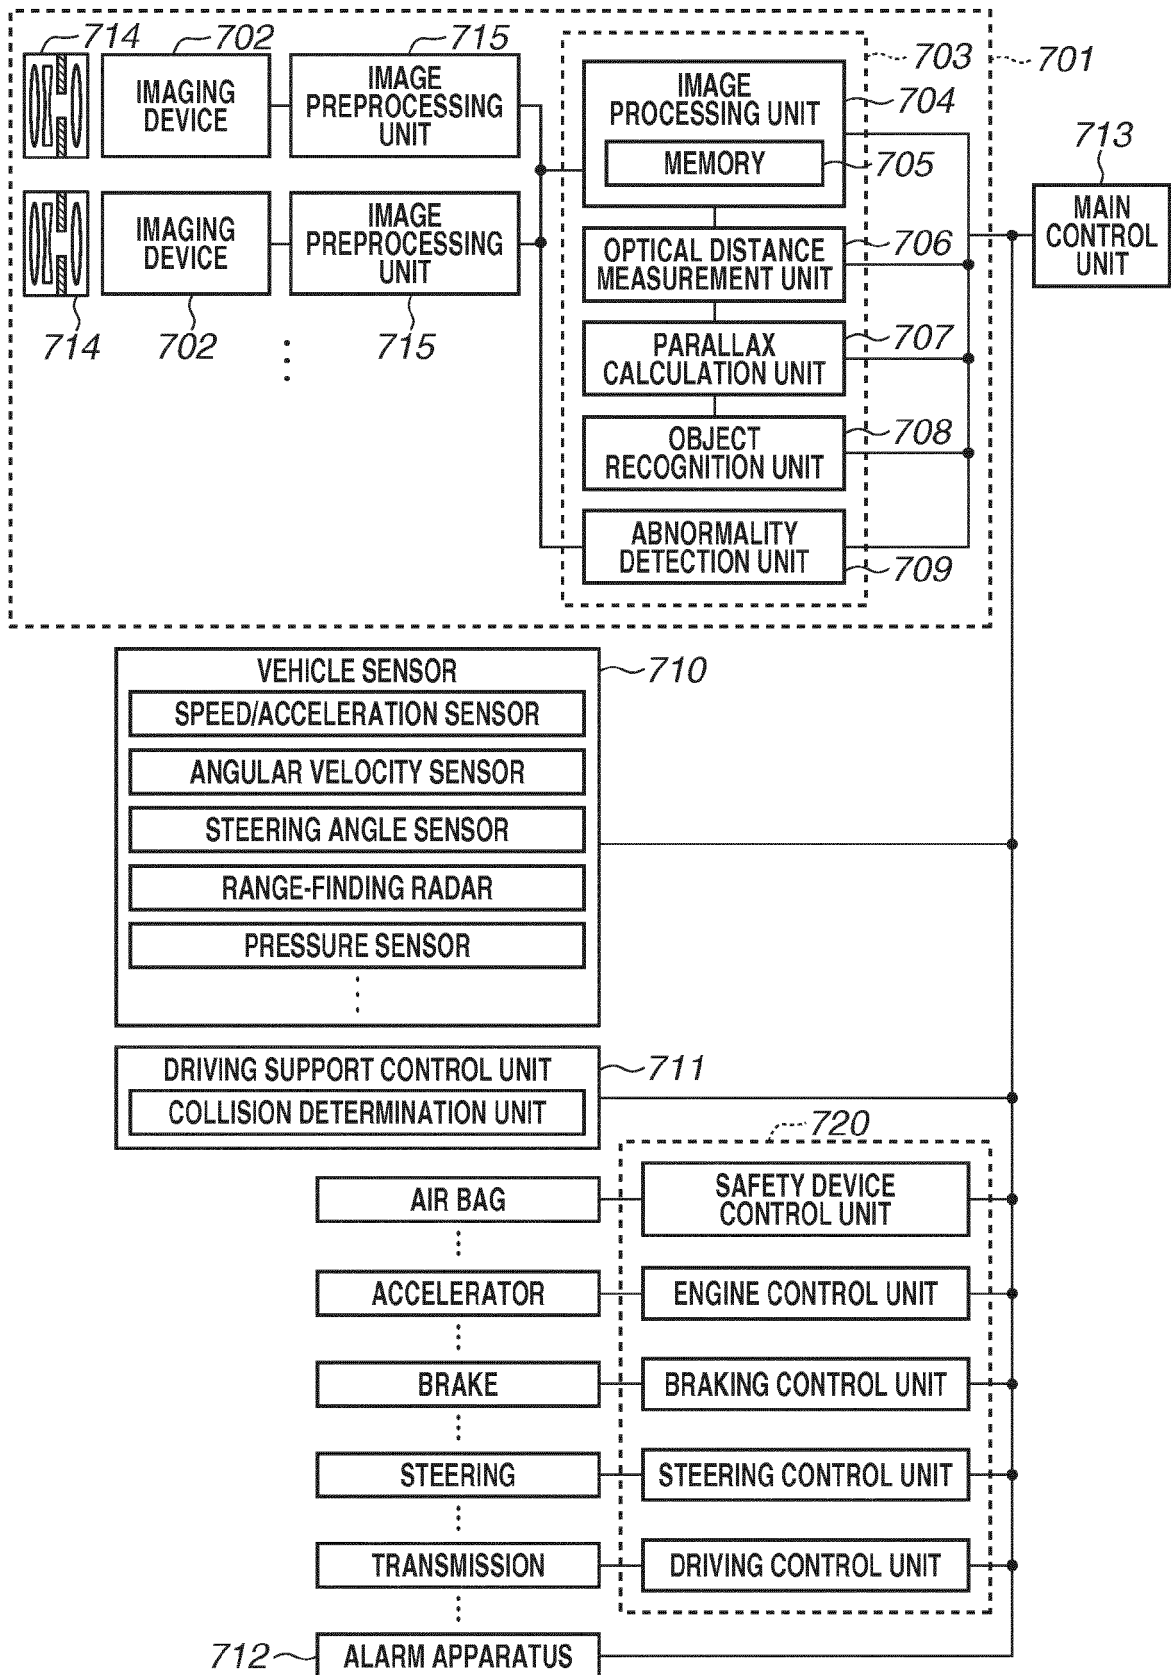 714
702
715
703
701
IMAGING
DEVICE
IMAGE
PREPROCESSING
UNIT
IMAGE
PROCESSING UNIT
704
MEMORY
705
713
MAIN
CONTROL
UNIT
IMAGING
DEVICE
IMAGE
PREPROCESSING
UNIT
714
702
715
OPTICAL DISTANCE
MEASUREMENT UNIT
706
PARALLAX
CALCULATION UNIT
707
OBJECT
RECOGNITION UNIT
708
ABNORMALITY
DETECTION UNIT
709
VEHICLE SENSOR
710
SPEED/ACCELERATION SENSOR
ANGULAR VELOCITY SENSOR
STEERING ANGLE SENSOR
RANGE-FINDING RADAR
PRESSURE SENSOR
DRIVING SUPPORT CONTROL UNIT
711
COLLISION DETERMINATION UNIT
720
AIR BAG
SAFETY DEVICE
CONTROL UNIT
ACCELERATOR
ENGINE CONTROL UNIT
BRAKE
BRAKING CONTROL UNIT
STEERING
STEERING CONTROL UNIT
TRANSMISSION
DRIVING CONTROL UNIT
712
ALARM APPARATUS